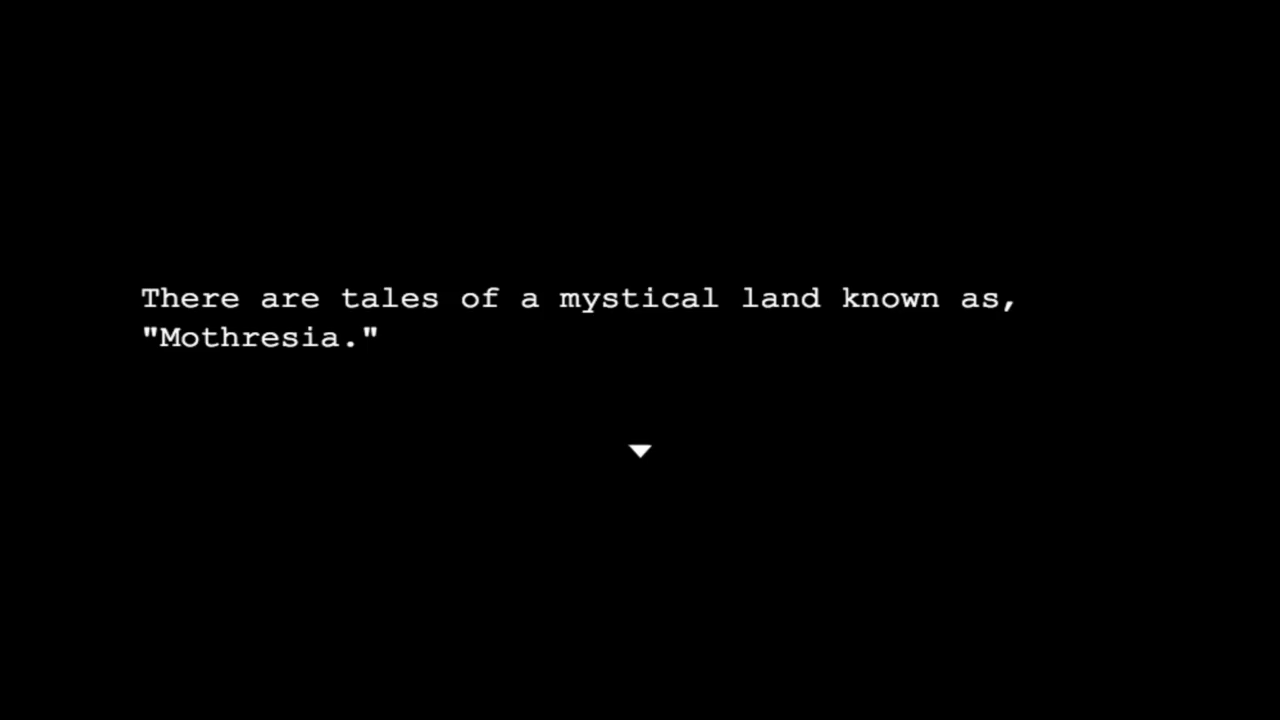 There are tales of a mystical land known as,
"Mothresia."